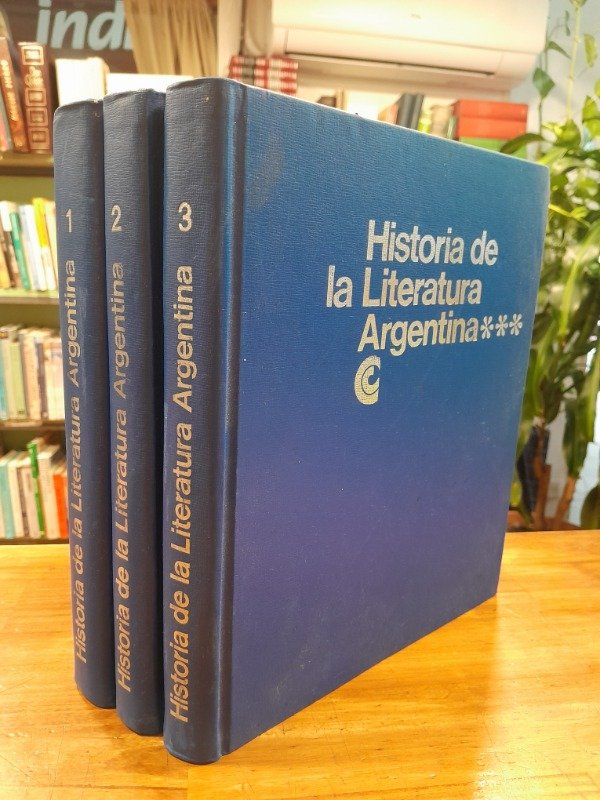 indi
1
Historia de la Literatura Argentina
2
Historia de la Literatura Argentina
3
Historia de la Literatura Argentina
Historia de
la Literatura
Argentina***
C